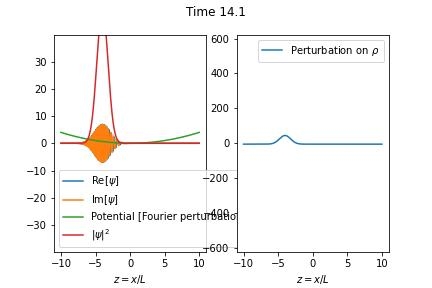 Time 14.1
30
20
10
0
−10
−20
−30
Re[ψ]
Im[ψ]
Potential [Fourier perturbatio
|ψ|²
−10 −5 0 5 10
z = x/L
600
400
200
0
−200
−400
−600
Perturbation on ρ
−10 −5 0 5 10
z = x/L